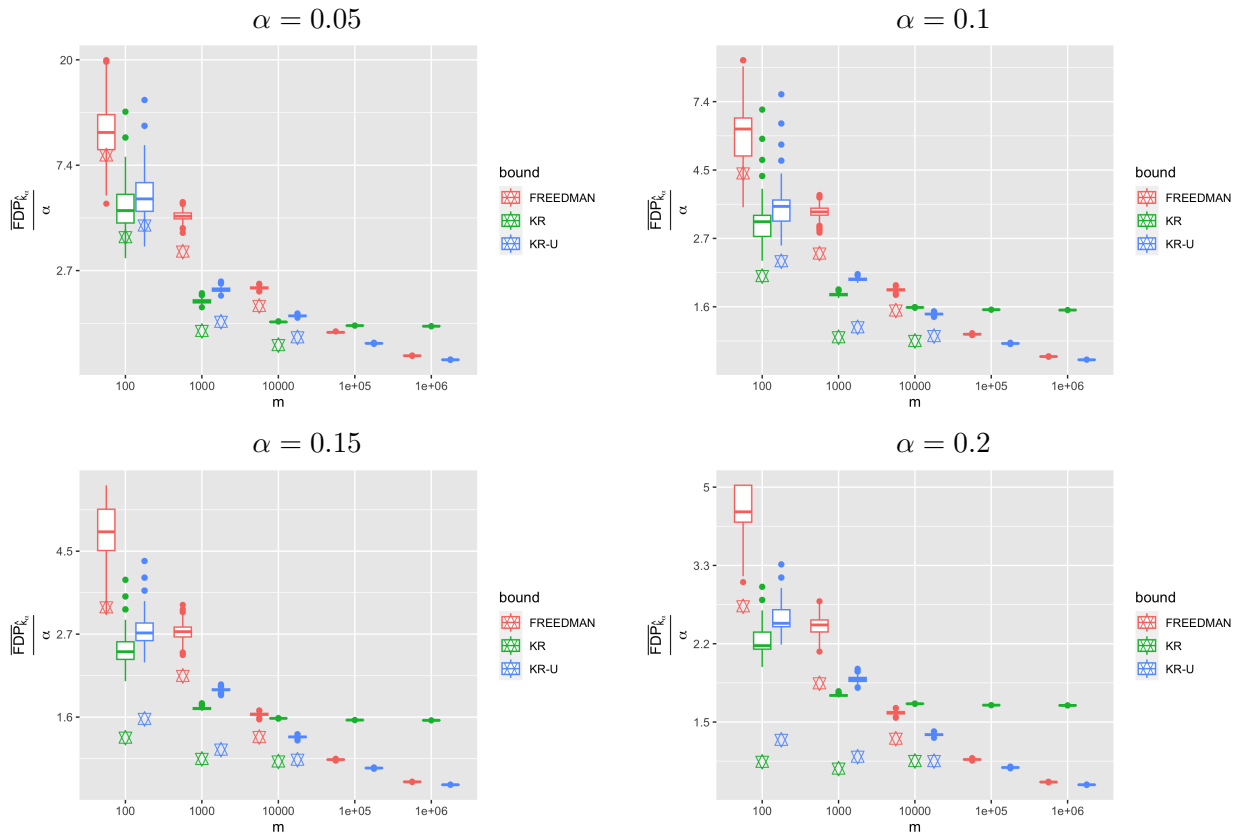 α = 0.05
20
7.4
2.7
100
1000
10000
1e+05
1e+06
m
FDP_k̂α / α
bound
FREEDMAN
KR
KR-U
α = 0.1
7.4
4.5
2.7
1.6
100
1000
10000
1e+05
1e+06
m
FDP_k̂α / α
bound
FREEDMAN
KR
KR-U
α = 0.15
4.5
2.7
1.6
100
1000
10000
1e+05
1e+06
m
FDP_k̂α / α
bound
FREEDMAN
KR
KR-U
α = 0.2
5
3.3
2.2
1.5
100
1000
10000
1e+05
1e+06
m
FDP_k̂α / α
bound
FREEDMAN
KR
KR-U